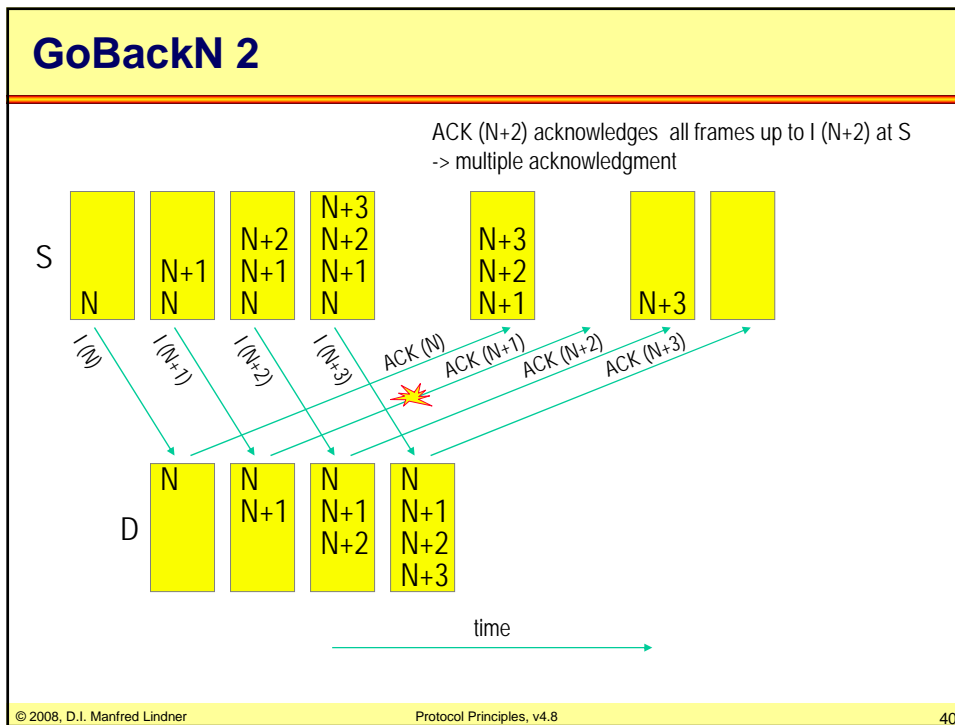 GoBackN 2
ACK (N+2) acknowledges all frames up to I (N+2) at S
-> multiple acknowledgment
S
N
N+1
N
N+2
N+1
N
N+3
N+2
N+1
N
N+3
N+2
N+1
N+3
I (N)
I (N+1)
I (N+2)
I (N+3)
ACK (N)
ACK (N+1)
ACK (N+2)
ACK (N+3)
D
N
N
N+1
N
N+1
N+2
N
N+1
N+2
N+3
time
© 2008, D.I. Manfred Lindner
Protocol Principles, v4.8
40